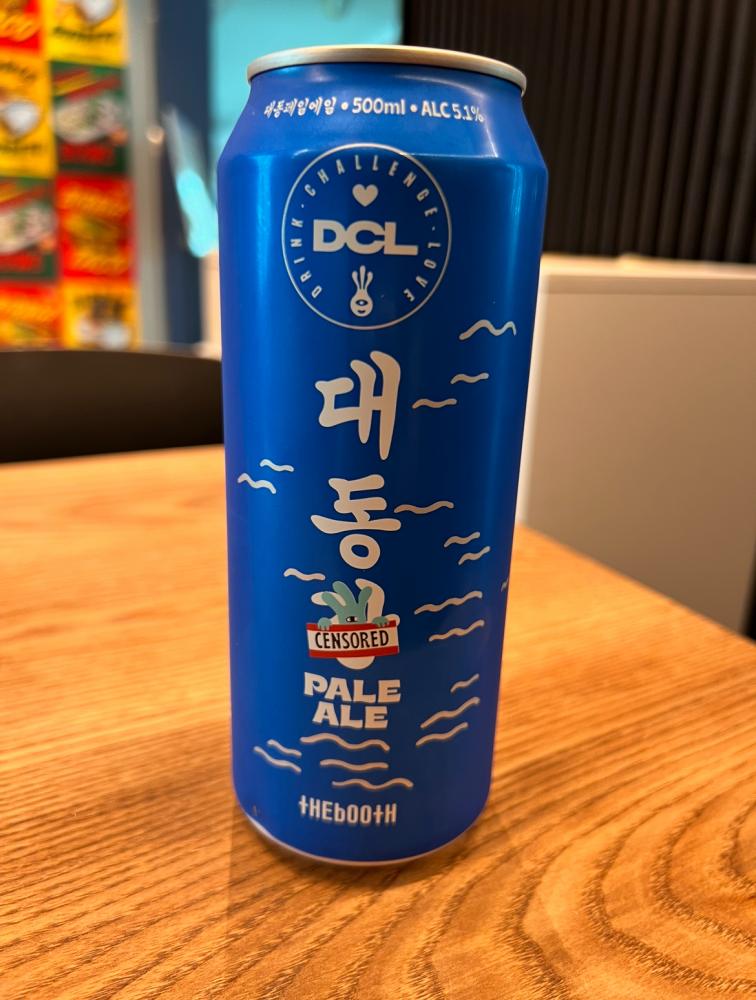 대동페일에일 • 500ml • ALC 5.1%
DRINK · CHALLENGE · LOVE
DCL
대
동
CENSORED
PALE
ALE
tHEbOOtH